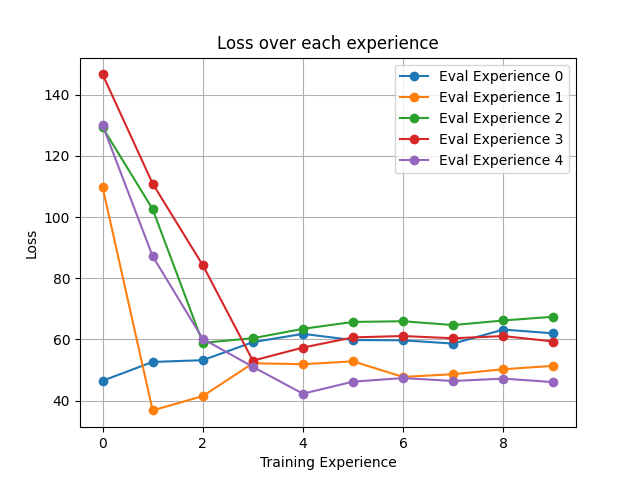 Loss over each experience
Eval Experience 0
Eval Experience 1
Eval Experience 2
Eval Experience 3
Eval Experience 4
140
120
100
80
60
40
Loss
0 2 4 6 8
Training Experience